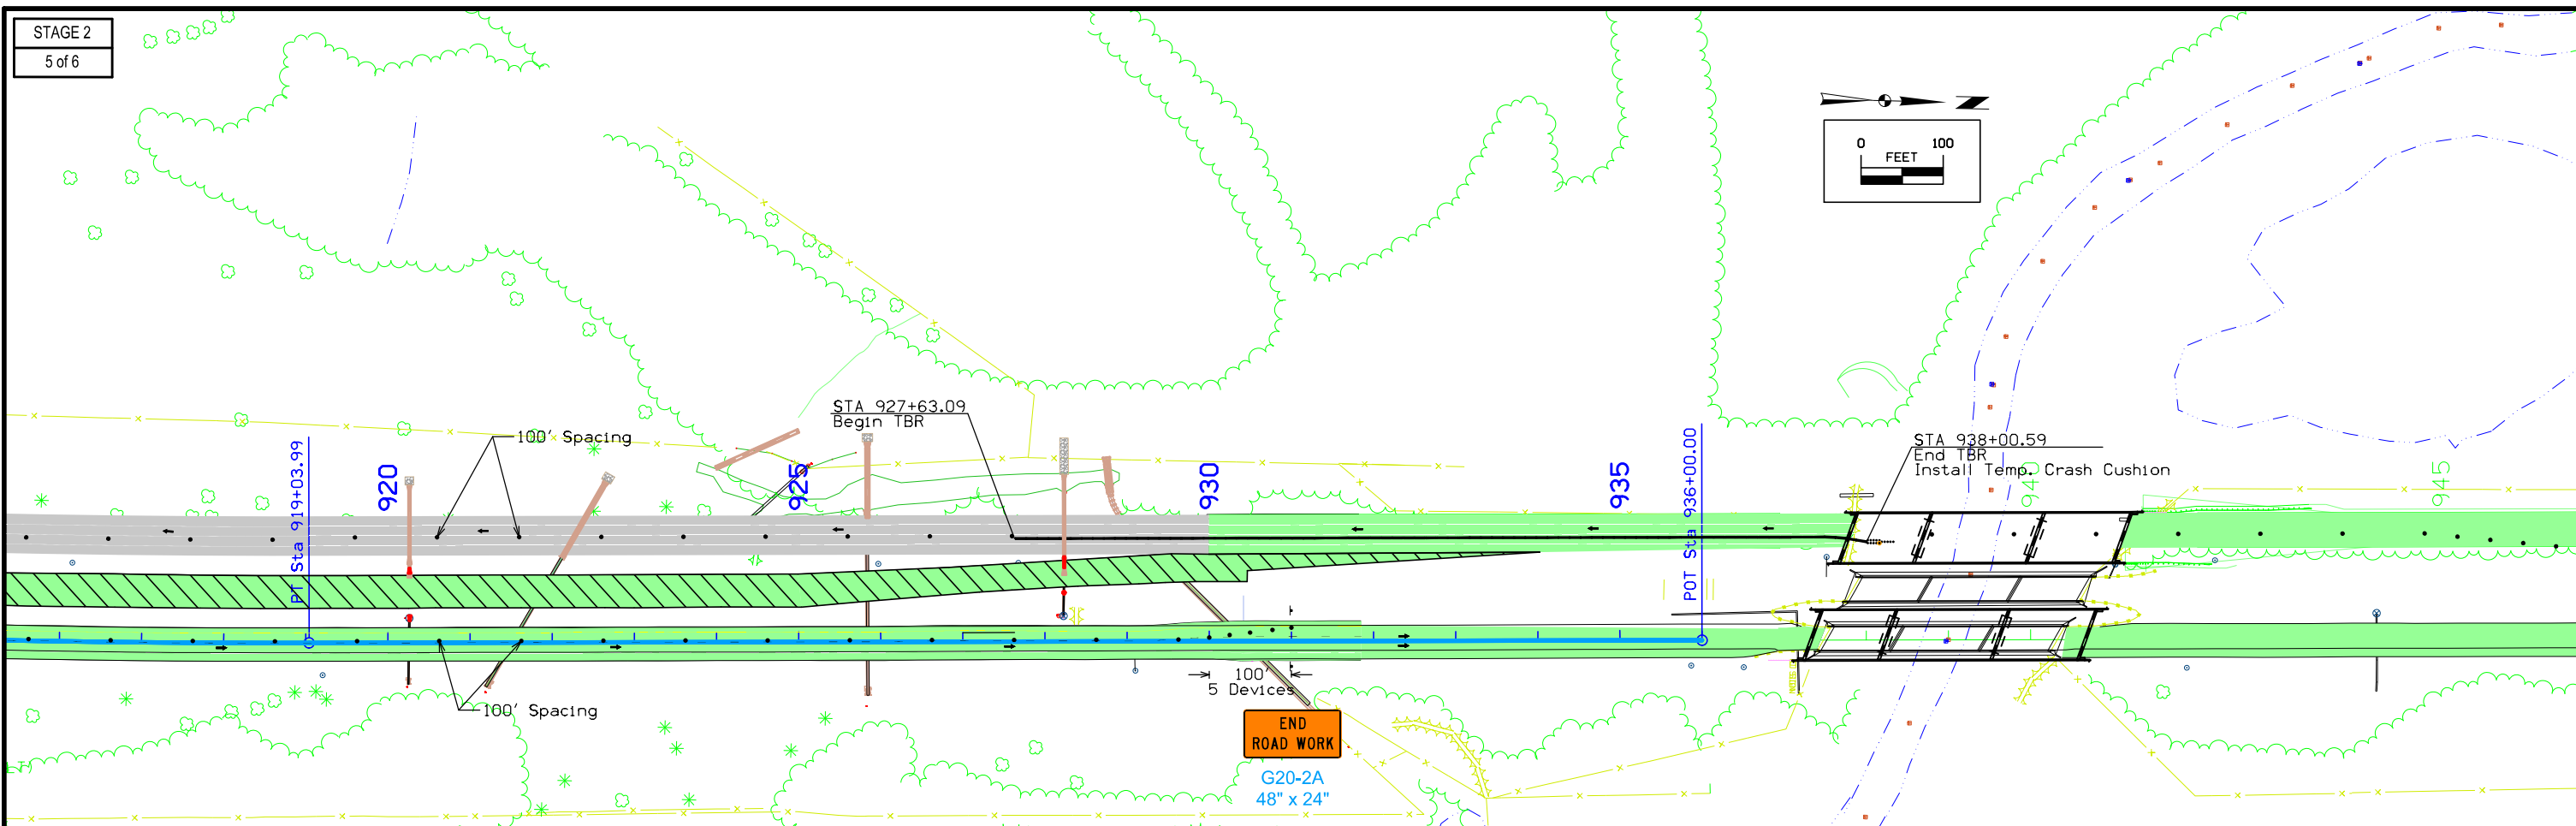 STAGE 2
5 of 6
0 100
FEET
STA 927+63.09
Begin TBR
100' Spacing
PT Sta 919+03.99
920
925
930
935
POT Sta 936+00.00
STA 938+00.59
End TBR
Install Temp. Crash Cushion
940
945
100' Spacing
100'
5 Devices
END
ROAD WORK
G20-2A
48" x 24"